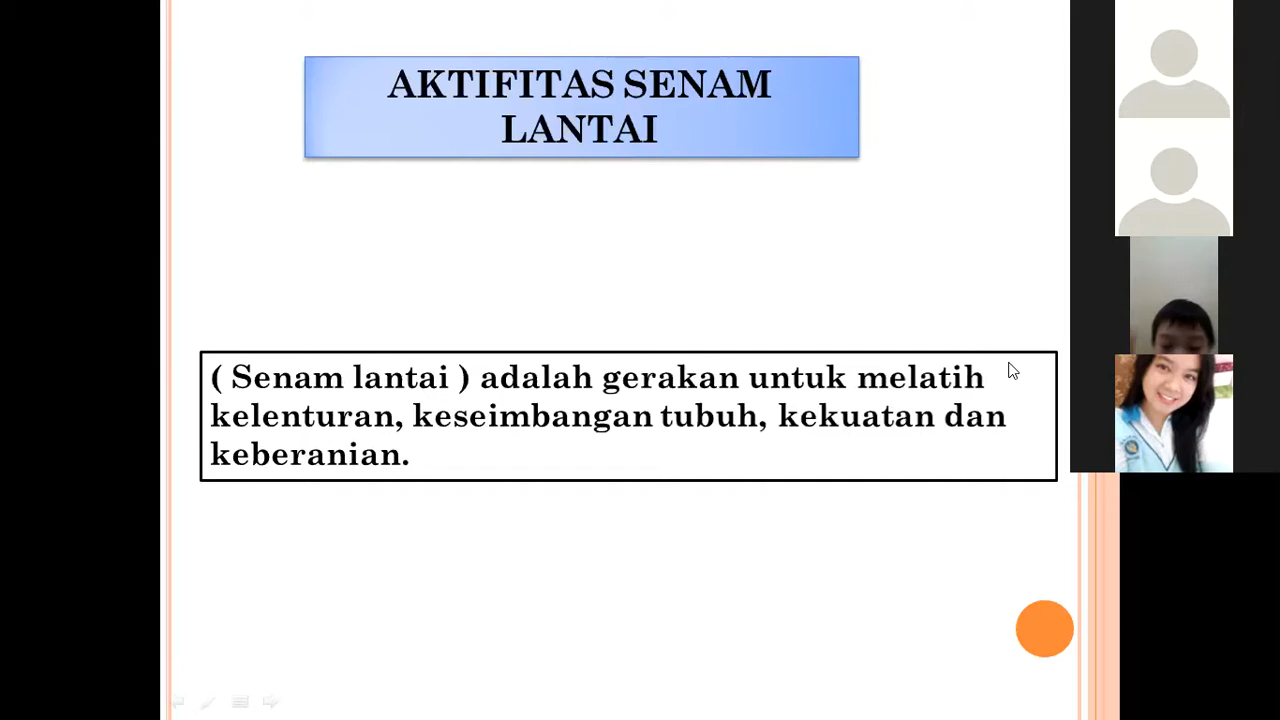 AKTIFITAS SENAM
LANTAI
( Senam lantai ) adalah gerakan untuk melatih
kelenturan, keseimbangan tubuh, kekuatan dan
keberanian.